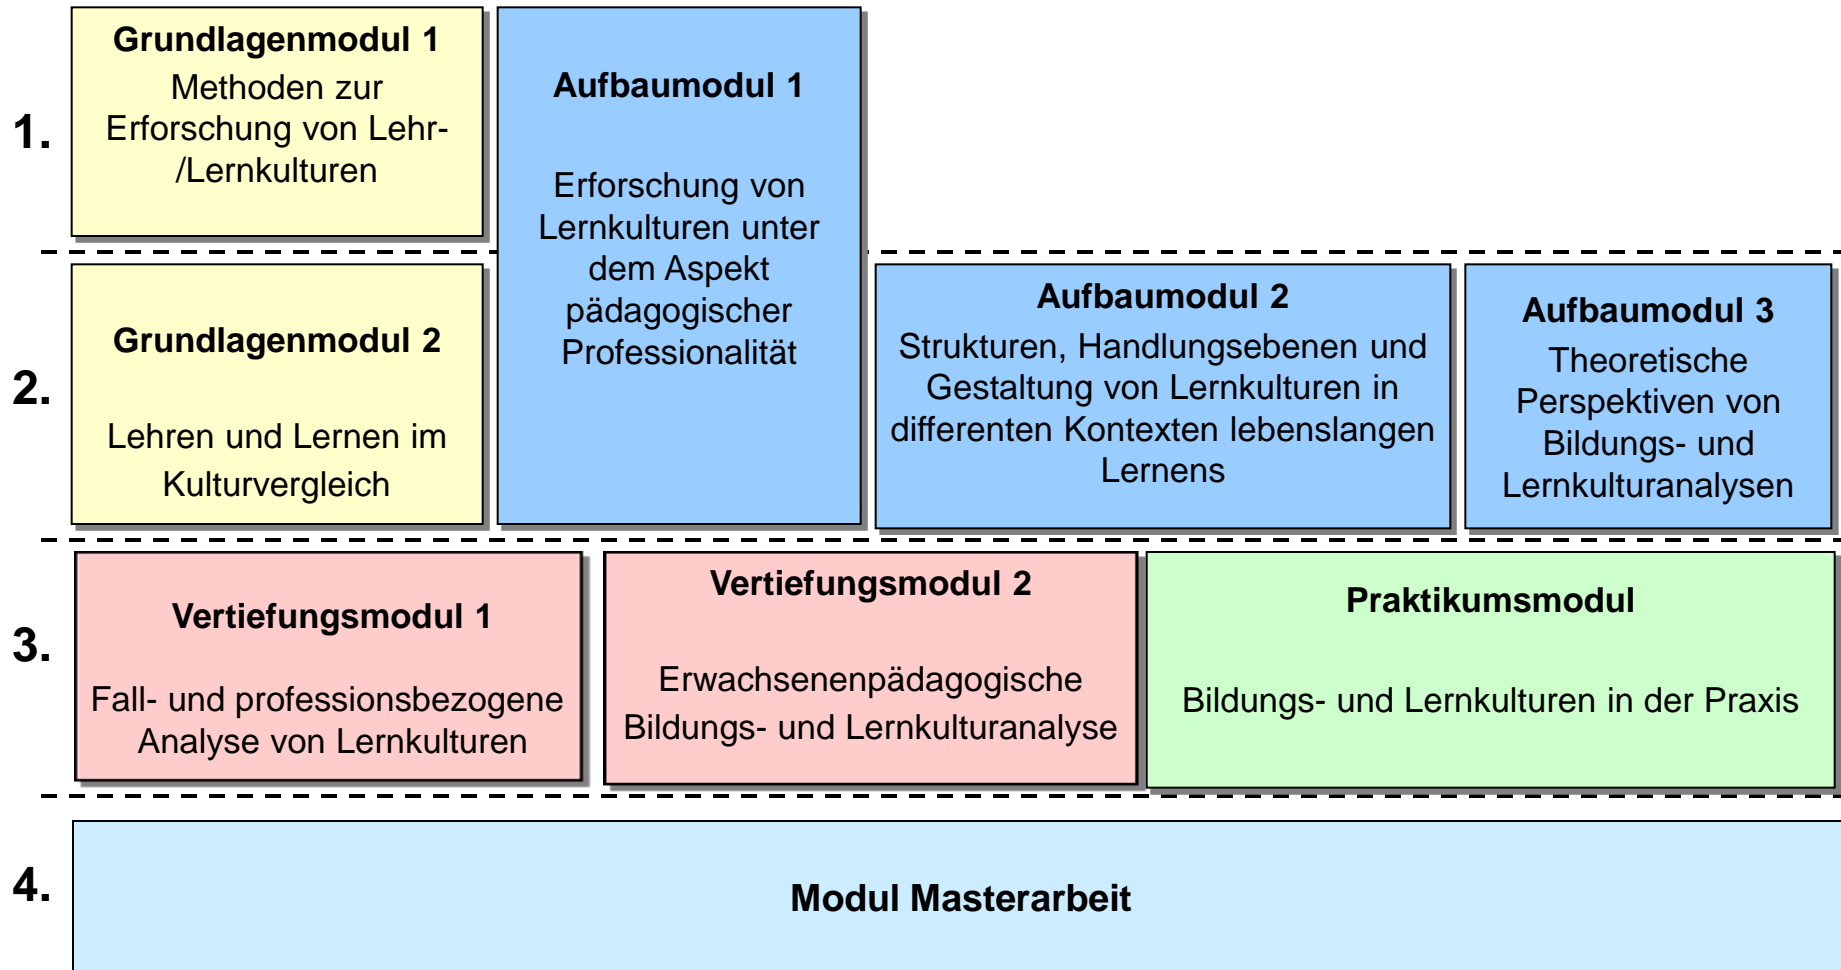 1.
Grundlagenmodul 1
Methoden zur
Erforschung von Lehr-
/Lernkulturen
Aufbaumodul 1
Erforschung von
Lernkulturen unter
dem Aspekt
pädagogischer
Professionalität
2.
Grundlagenmodul 2
Lehren und Lernen im
Kulturvergleich
Aufbaumodul 2
Strukturen, Handlungsebenen und
Gestaltung von Lernkulturen in
differenten Kontexten lebenslangen
Lernens
Aufbaumodul 3
Theoretische
Perspektiven von
Bildungs- und
Lernkulturanalysen
3.
Vertiefungsmodul 1
Fall- und professionsbezogene
Analyse von Lernkulturen
Vertiefungsmodul 2
Erwachsenenpädagogische
Bildungs- und Lernkulturanalyse
Praktikumsmodul
Bildungs- und Lernkulturen in der Praxis
4.
Modul Masterarbeit